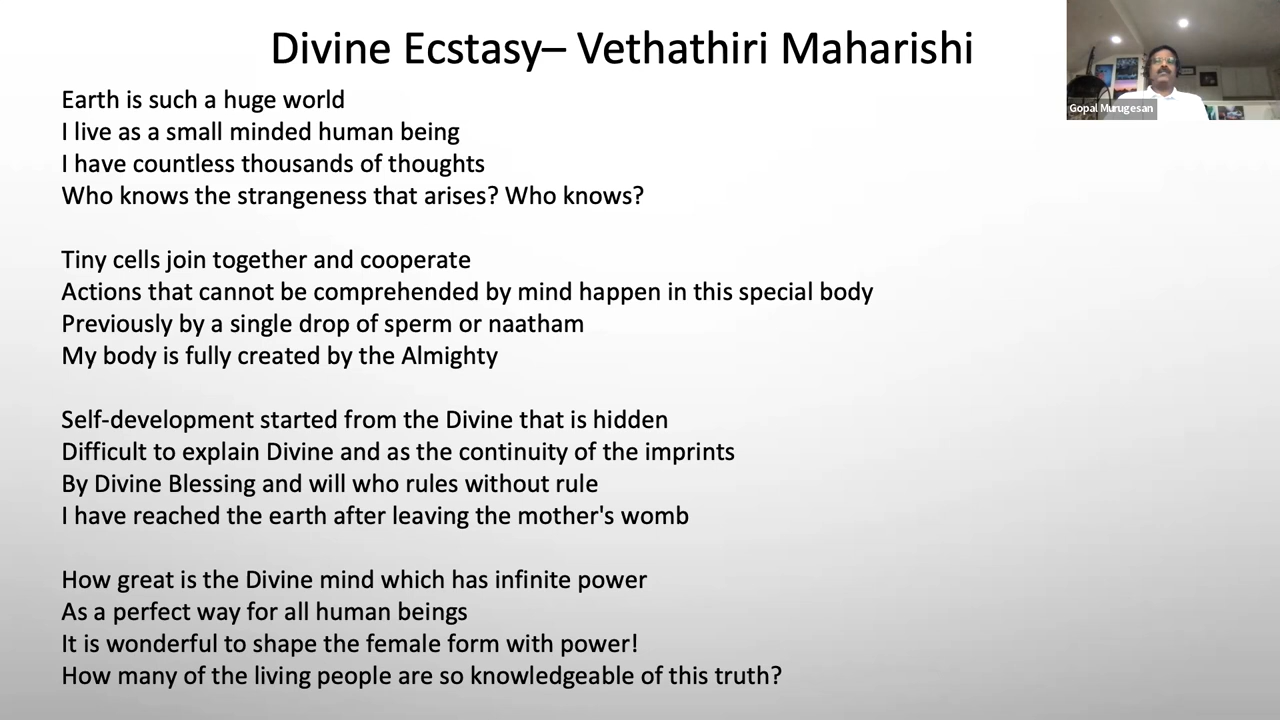 Divine Ecstasy– Vethathiri Maharishi
Gopal Murugesan
Earth is such a huge world
I live as a small minded human being
I have countless thousands of thoughts
Who knows the strangeness that arises? Who knows?
Tiny cells join together and cooperate
Actions that cannot be comprehended by mind happen in this special body
Previously by a single drop of sperm or naatham
My body is fully created by the Almighty
Self-development started from the Divine that is hidden
Difficult to explain Divine and as the continuity of the imprints
By Divine Blessing and will who rules without rule
I have reached the earth after leaving the mother's womb
How great is the Divine mind which has infinite power
As a perfect way for all human beings
It is wonderful to shape the female form with power!
How many of the living people are so knowledgeable of this truth?